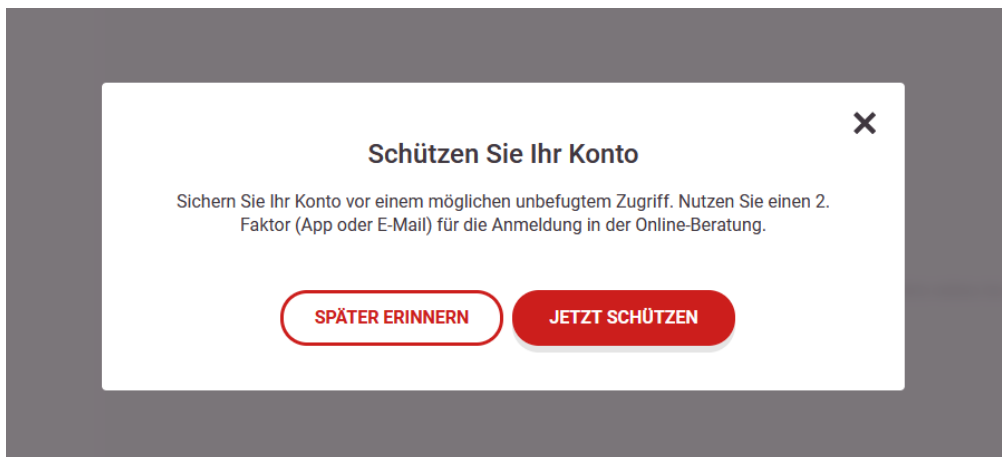 Schützen Sie Ihr Konto
Sichern Sie Ihr Konto vor einem möglichen unbefugtem Zugriff. Nutzen Sie einen 2.
Faktor (App oder E-Mail) für die Anmeldung in der Online-Beratung.
SPÄTER ERINNERN
JETZT SCHÜTZEN